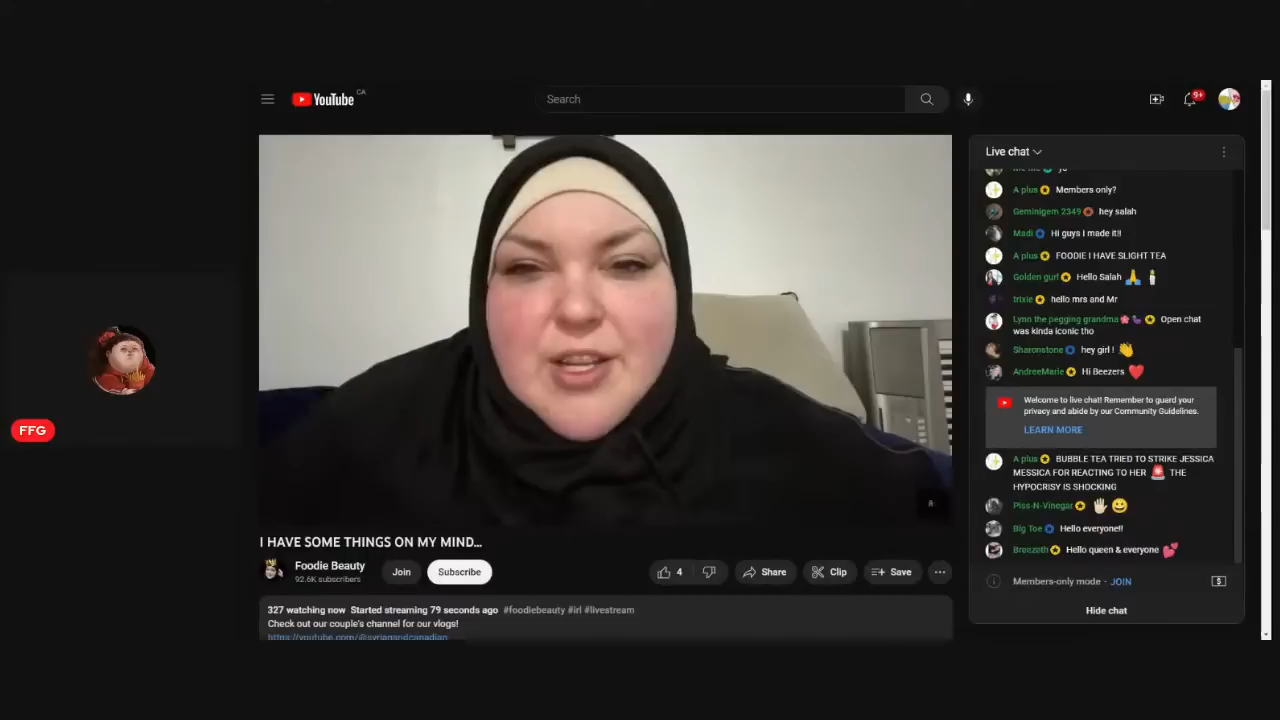 YouTube CA
Search
9+
Live chat
A plus Members only?
Geminigem 2349 hey salah
Madi Hi guys I made it!!
A plus FOODIE I HAVE SLIGHT TEA
Golden gurl Hello Salah
trixie hello mrs and Mr
Lynn the pegging grandma Open chat
was kinda iconic tho
Sharonstone hey girl !
AndreeMarie Hi Beezers
Welcome to live chat! Remember to guard your
privacy and abide by our Community Guidelines.
LEARN MORE
A plus BUBBLE TEA TRIED TO STRIKE JESSICA
MESSICA FOR REACTING TO HER THE
HYPOCRISY IS SHOCKING
Piss-N-Vinegar
Big Toe Hello everyone!!
Breezeth Hello queen & everyone
Members-only mode - JOIN
Hide chat
FFG
I HAVE SOME THINGS ON MY MIND...
Foodie Beauty
92.6K subscribers
Join
Subscribe
4
Share
Clip
Save
327 watching now Started streaming 79 seconds ago #foodiebeauty #irl #livestream
Check out our couple's channel for our vlogs!
https://youtube.com/@syrianandcanadian